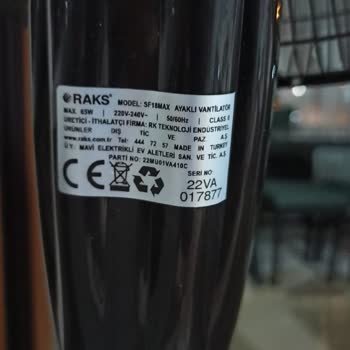 RAKS MODEL: SF18MAX AYAKLI VANTİLATÖR
MAX. 65W | 220V-240V~ | 50/60Hz | CLASS II
ÜRETİCİ - İTHALATÇI FİRMA: RK TEKNOLOJİ ENDÜSTRİYEL
ÜRÜNLER DIŞ TİC VE PAZ A.Ş.
www.raks.com.tr Tel: 444 72 57 MADE IN TURKEY
Ü.Y. MAVİ ELEKTRİKLİ EV ALETLERİ SAN. VE TİC. A.Ş.
PART NO: 22MU01VA410C
SERI NO:
CE
22VA
017877